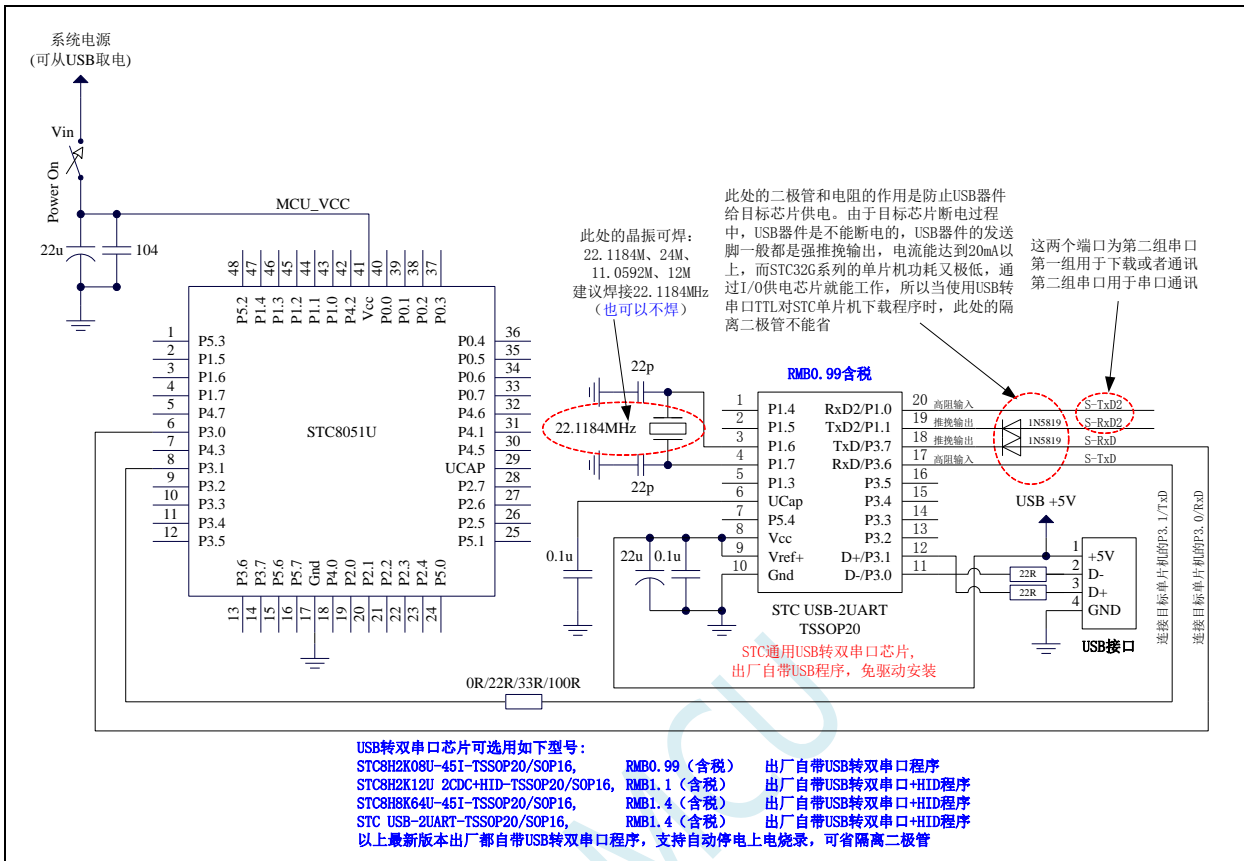 系统电源
(可从USB取电)
Vin
Power On
MCU_VCC
22u
104
48
47
46
45
44
43
42
41
40
39
38
37
P5.2
P1.4
P1.3
P1.2
P1.1
P1.0
P4.2
Vcc
P0.0
P0.1
P0.2
P0.3
1 P5.3
2 P1.5
3 P1.6
4 P1.7
5 P4.7
6 P3.0
7 P4.3
8 P3.1
9 P3.2
10 P3.3
11 P3.4
12 P3.5
STC8051U
P0.4 36
P0.5 35
P0.6 34
P0.7 33
P4.6 32
P4.1 31
P4.5 30
UCAP 29
P2.7 28
P2.6 27
P2.5 26
P5.1 25
P3.6
P3.7
P5.6
P5.7
Gnd
P4.0
P2.0
P2.1
P2.2
P2.3
P2.4
P5.0
13
14
15
16
17
18
19
20
21
22
23
24
此处的晶振可焊:
22.1184M、24M、
11.0592M、12M
建议焊接22.1184MHz
(也可以不焊)
22p
22.1184MHz
22p
0.1u
22u
0.1u
此处的二极管和电阻的作用是防止USB器件
给目标芯片供电。由于目标芯片断电过程
中,USB器件是不能断电的,USB器件的发送
脚一般都是强推挽输出,电流能达到20mA以
上,而STC32G系列的单片机功耗又极低,通
过I/O供电芯片就能工作,所以当使用USB转
串口TTL对STC单片机下载程序时,此处的隔
离二极管不能省
这两个端口为第二组串口
第一组用于下载或者通讯
第二组串口用于串口通讯
RMB0.99含税
1 P1.4
2 P1.5
3 P1.6
4 P1.7
5 P1.3
6 UCap
7 P5.4
8 Vcc
9 Vref+
10 Gnd
RxD2/P1.0 20 高阻输入 S-TxD2
TxD2/P1.1 19 推挽输出 1N5819 S-RxD2
TxD/P3.7 18 推挽输出 1N5819 S-RxD
RxD/P3.6 17 高阻输入 S-TxD
P3.5 16
P3.4 15
P3.3 14
P3.2 13
D+/P3.1 12
D-/P3.0 11
STC USB-2UART
TSSOP20
STC通用USB转双串口芯片,
出厂自带USB程序,免驱动安装
USB +5V
22R
22R
1 +5V
2 D-
3 D+
4 GND
USB接口
连接目标单片机的P3.1/TxD
连接目标单片机的P3.0/RxD
0R/22R/33R/100R
USB转双串口芯片可选用如下型号:
STC8H2K08U-45I-TSSOP20/SOP16, RMB0.99(含税) 出厂自带USB转双串口程序
STC8H2K12U 2CDC+HID-TSSOP20/SOP16, RMB1.1(含税) 出厂自带USB转双串口+HID程序
STC8H8K64U-45I-TSSOP20/SOP16, RMB1.4(含税) 出厂自带USB转双串口+HID程序
STC USB-2UART-TSSOP20/SOP16, RMB1.4(含税) 出厂自带USB转双串口+HID程序
以上最新版本出厂都自带USB转双串口程序,支持自动停电上电烧录,可省隔离二极管
MCU